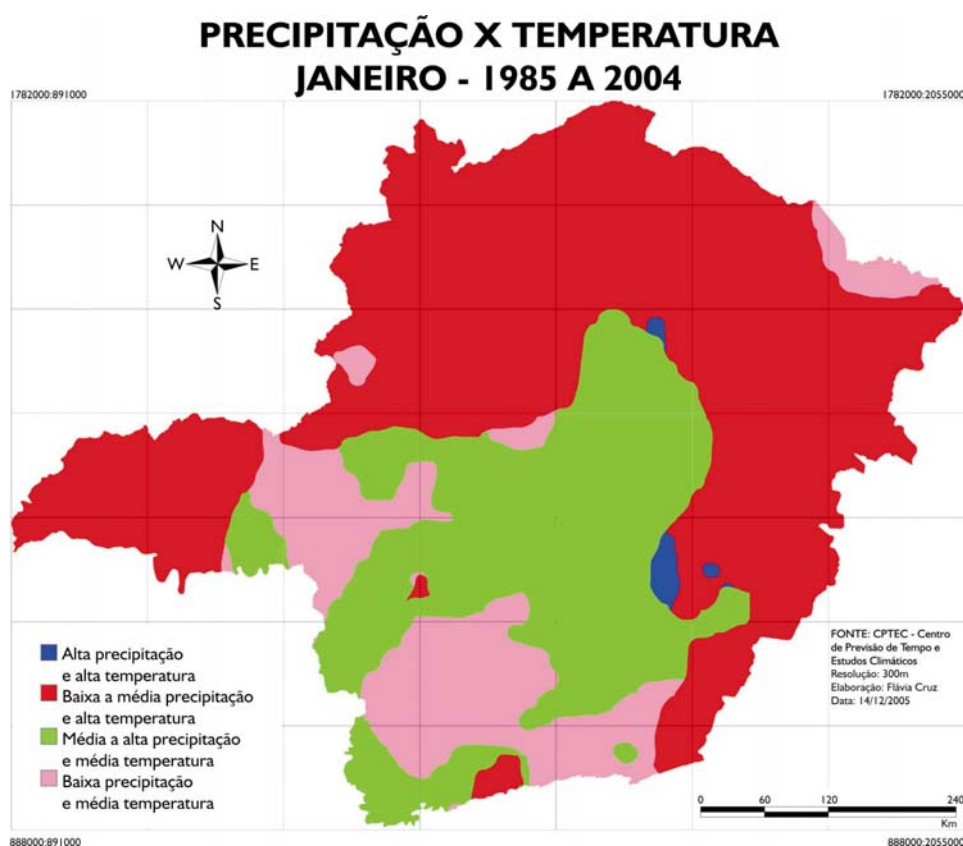 PRECIPITAÇÃO X TEMPERATURA
JANEIRO - 1985 A 2004
1782000:891000
1782000:2055000
N
W
E
S
Alta precipitação
e alta temperatura
Baixa a média precipitação
e alta temperatura
Média a alta precipitação
e média temperatura
Baixa precipitação
e média temperatura
FONTE: CPTEC - Centro
de Previsão de Tempo e
Estudos Climáticos
Resolução: 300m
Elaboração: Flávia Cruz
Data: 14/12/2005
0 60 120 240
Km
888000:891000
888000:2055000